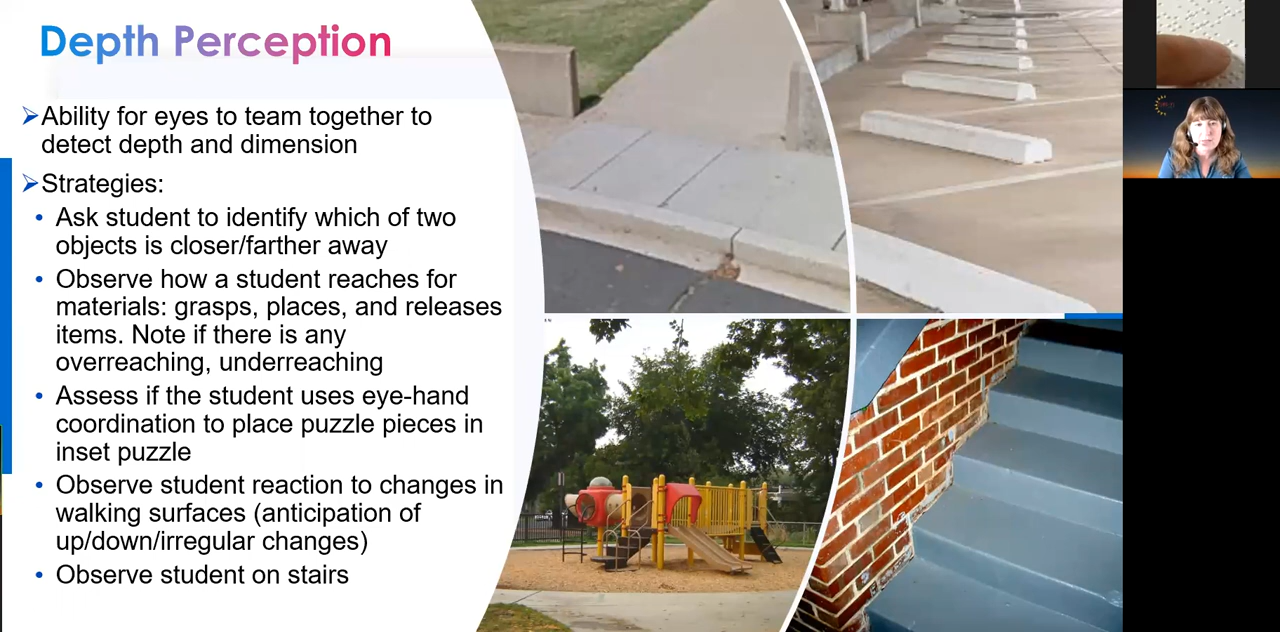 Depth Perception
➢Ability for eyes to team together to
detect depth and dimension
➢Strategies:
• Ask student to identify which of two
objects is closer/farther away
• Observe how a student reaches for
materials: grasps, places, and releases
items. Note if there is any
overreaching, underreaching
• Assess if the student uses eye-hand
coordination to place puzzle pieces in
inset puzzle
• Observe student reaction to changes in
walking surfaces (anticipation of
up/down/irregular changes)
• Observe student on stairs